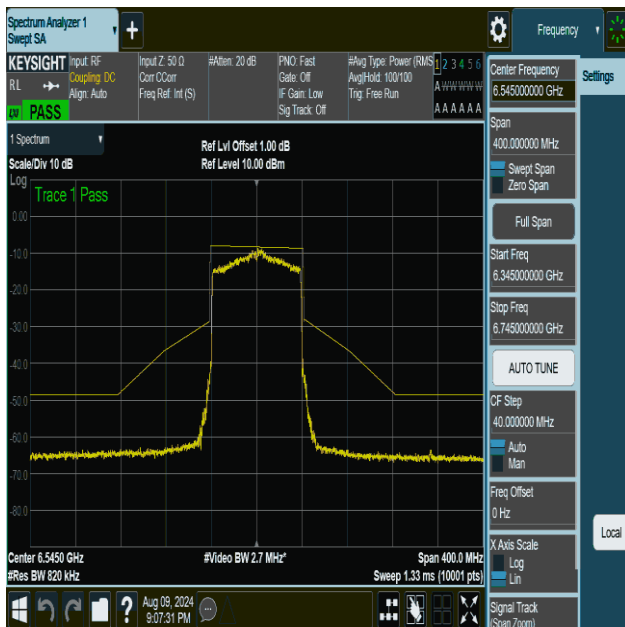 Spectrum Analyzer 1
Swept SA
+
Frequency
KEYSIGHT
RL
PASS
Input: RF
Coupling: DC
Align: Auto
Input Z: 50 Ω
Corr CCorr
Freq Ref: Int (S)
#Atten: 20 dB
PNO: Fast
Gate: Off
IF Gain: Low
Sig Track: Off
#Avg Type: Power (RMS
Avg|Hold: 100/100
Trig: Free Run
1 2 3 4 5 6
A W W W W W
A A A A A A
1 Spectrum
Scale/Div 10 dB
Log
Ref Lvl Offset 1.00 dB
Ref Level 10.00 dBm
Trace 1 Pass
0.00
-10.0
-20.0
-30.0
-40.0
-50.0
-60.0
-70.0
-80.0
Center 6.5450 GHz
#Res BW 820 kHz
#Video BW 2.7 MHz*
Span 400.0 MHz
Sweep 1.33 ms (10001 pts)
Center Frequency
6.545000000 GHz
Settings
Span
400.000000 MHz
Swept Span
Zero Span
Full Span
Start Freq
6.345000000 GHz
Stop Freq
6.745000000 GHz
AUTO TUNE
CF Step
40.000000 MHz
Auto
Man
Freq Offset
0 Hz
X Axis Scale
Log
Lin
Local
Signal Track
(Span Zoom)
?
Aug 09, 2024
9:07:31 PM